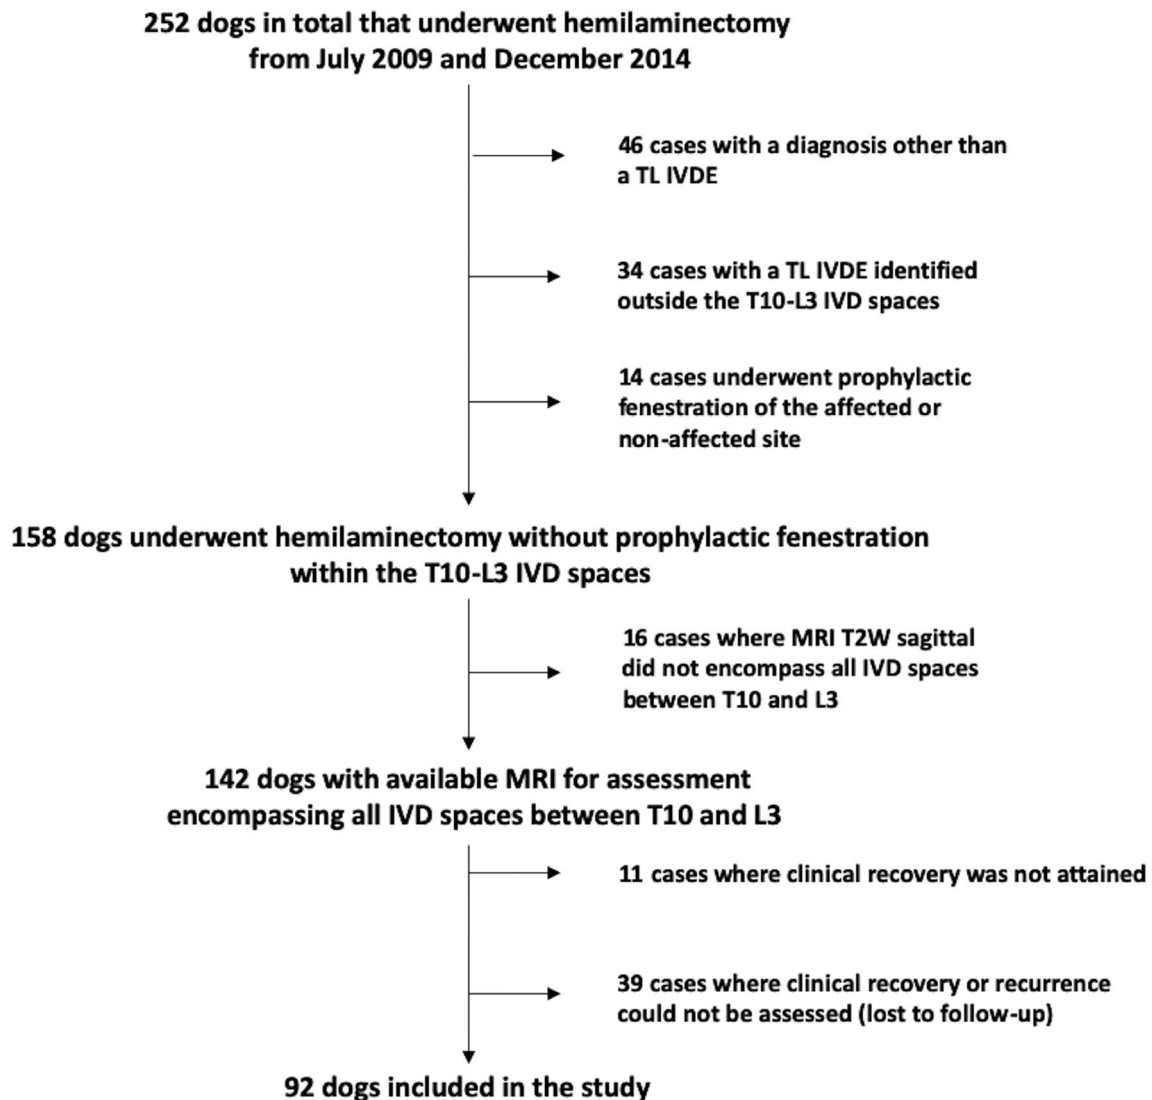 252 dogs in total that underwent hemilaminectomy
from July 2009 and December 2014
46 cases with a diagnosis other than
a TL IVDE
34 cases with a TL IVDE identified
outside the T10-L3 IVD spaces
14 cases underwent prophylactic
fenestration of the affected or
non-affected site
158 dogs underwent hemilaminectomy without prophylactic fenestration
within the T10-L3 IVD spaces
16 cases where MRI T2W sagittal
did not encompass all IVD spaces
between T10 and L3
142 dogs with available MRI for assessment
encompassing all IVD spaces between T10 and L3
11 cases where clinical recovery was not attained
39 cases where clinical recovery or recurrence
could not be assessed (lost to follow-up)
92 dogs included in the study